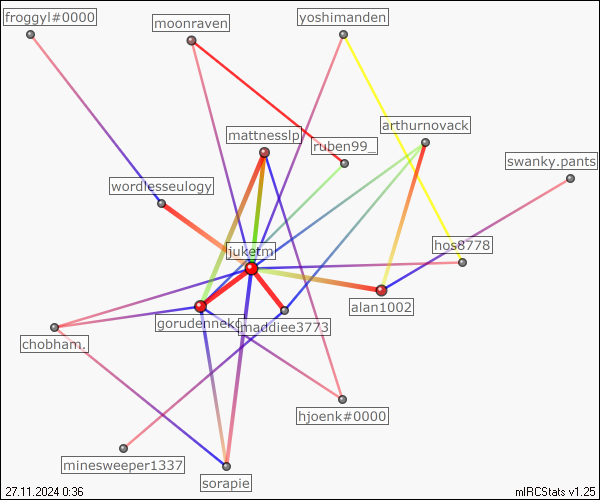 froggyl#0000
moonraven
yoshimanden
arthurnovack
mattnesslp
ruben99_
swanky.pants
wordlesseulogy
hos8778
juketm
alan1002
maddiee3773
chobham.
hjoenk#0000
minesweeper1337
sorapie
27.11.2024 0:36
mIRCStats v1.25